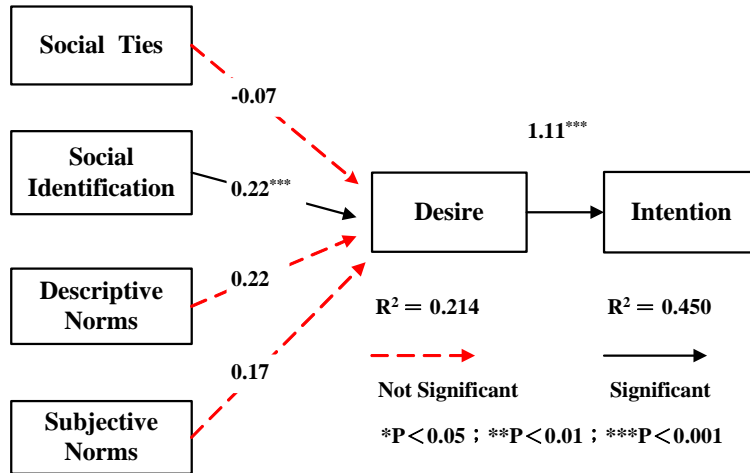 Social Ties
-0.07
1.11***
Social
Identification
0.22***
Desire
Intention
Descriptive
Norms
0.22
R² = 0.214
R² = 0.450
0.17
Not Significant
Significant
Subjective
Norms
*P<0.05；**P<0.01；***P<0.001